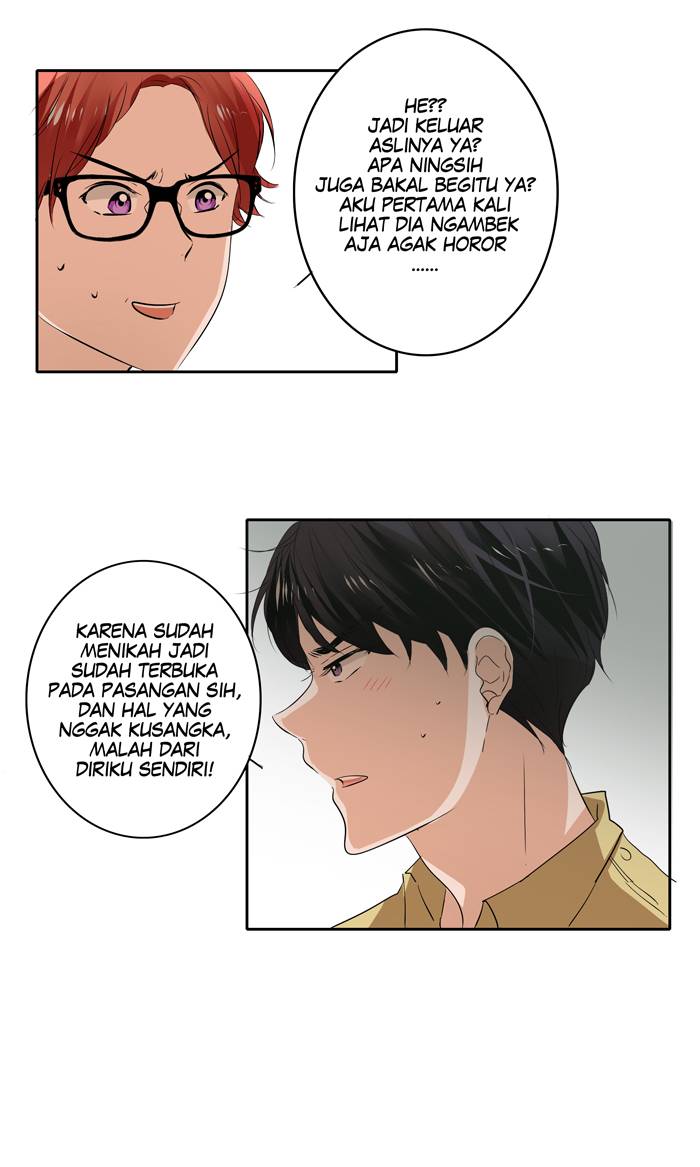 HE??
JADI KELUAR
ASLINYA YA?
APA NINGSIH
JUGA BAKAL BEGITU YA?
AKU PERTAMA KALI
LIHAT DIA NGAMBEK
AJA AGAK HOROR
......
KARENA SUDAH
MENIKAH JADI
SUDAH TERBUKA
PADA PASANGAN SIH,
DAN HAL YANG
NGGAK KUSANGKA,
MALAH DARI
DIRIKU SENDIRI!